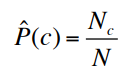 P̂(c) = N_c / N